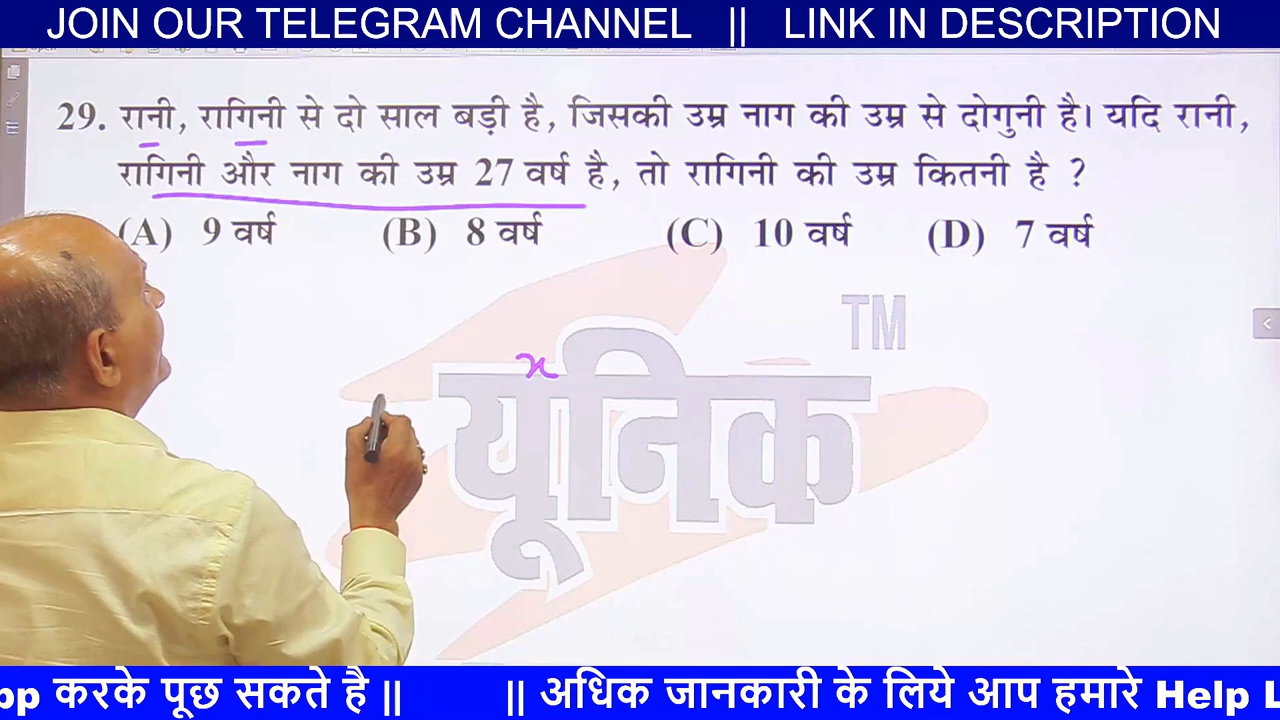 JOIN OUR TELEGRAM CHANNEL || LINK IN DESCRIPTION
29. रानी, रागिनी से दो साल बड़ी है, जिसकी उम्र नाग की उम्र से दोगुनी है। यदि रानी,
रागिनी और नाग की उम्र 27 वर्ष है, तो रागिनी की उम्र कितनी है ?
(A) 9 वर्ष (B) 8 वर्ष (C) 10 वर्ष (D) 7 वर्ष
TM
x
यूनिक
pp करके पूछ सकते है || || अधिक जानकारी के लिये आप हमारे Help L